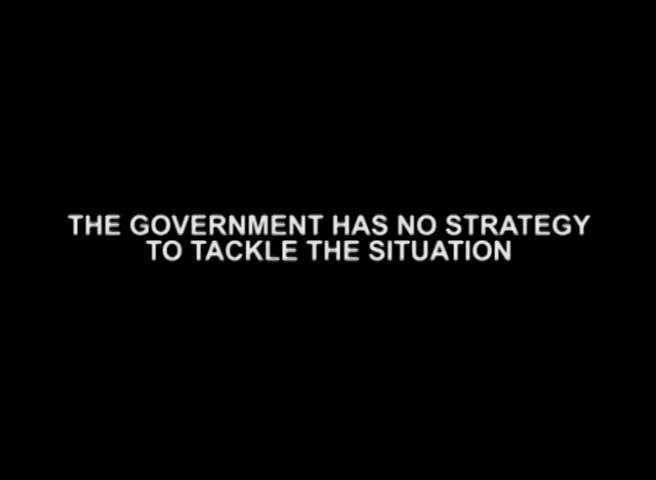 THE GOVERNMENT HAS NO STRATEGY
TO TACKLE THE SITUATION